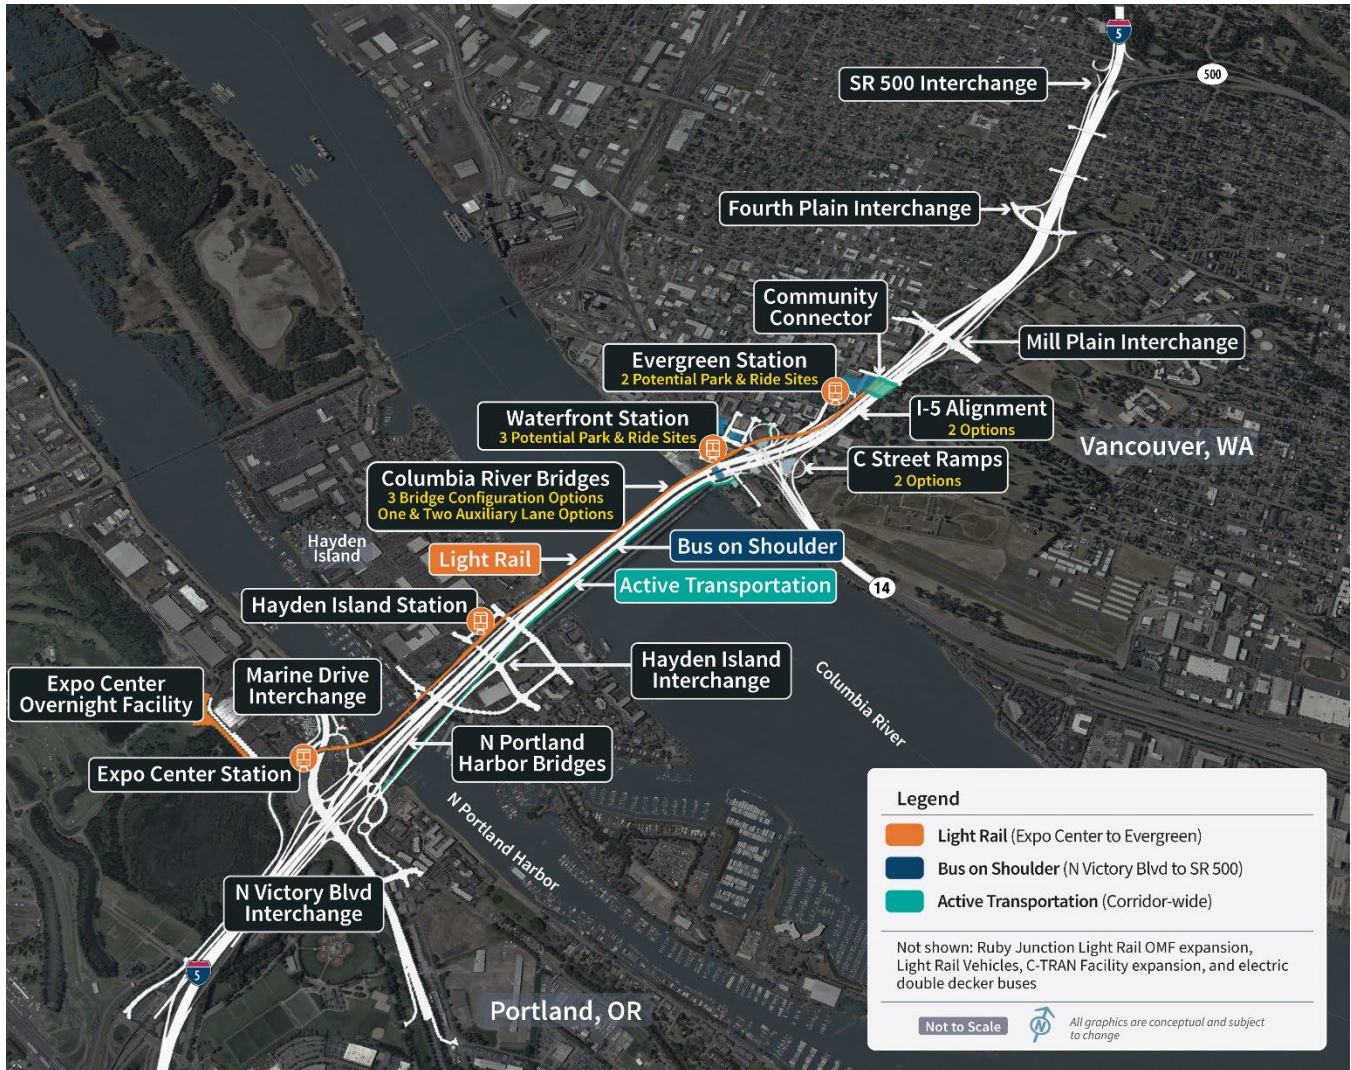 5
SR 500 Interchange
500
Fourth Plain Interchange
Community
Connector
Mill Plain Interchange
Evergreen Station
2 Potential Park & Ride Sites
I-5 Alignment
2 Options
Waterfront Station
3 Potential Park & Ride Sites
Vancouver, WA
C Street Ramps
2 Options
Columbia River Bridges
3 Bridge Configuration Options
One & Two Auxiliary Lane Options
Hayden
Island
Light Rail
Bus on Shoulder
Active Transportation
14
Hayden Island Station
Hayden Island
Interchange
Marine Drive
Interchange
Expo Center
Overnight Facility
Columbia River
N Portland
Harbor Bridges
Expo Center Station
N Portland Harbor
N Victory Blvd
Interchange
5
Portland, OR
Legend
Light Rail (Expo Center to Evergreen)
Bus on Shoulder (N Victory Blvd to SR 500)
Active Transportation (Corridor-wide)
Not shown: Ruby Junction Light Rail OMF expansion,
Light Rail Vehicles, C-TRAN Facility expansion, and electric
double decker buses
Not to Scale
N
All graphics are conceptual and subject
to change